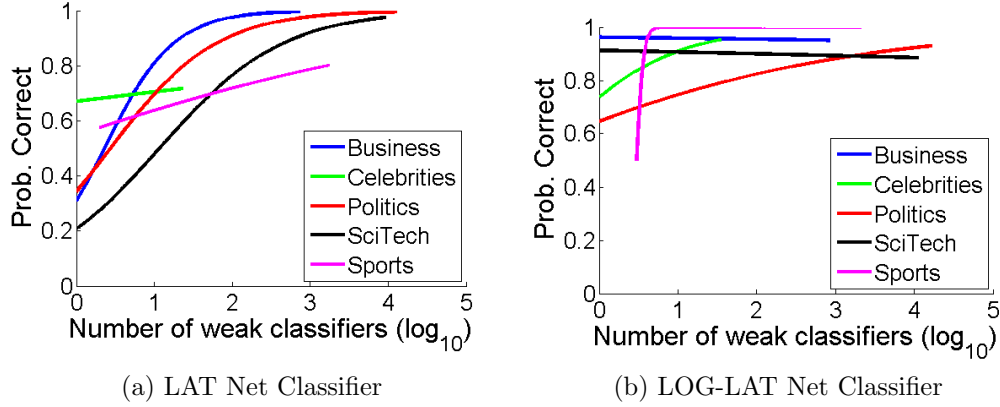 Prob. Correct
1
0.8
0.6
0.4
0.2
0
0 1 2 3 4 5
Number of weak classifiers (log10)
Business
Celebrities
Politics
SciTech
Sports
(a) LAT Net Classifier
Prob. Correct
1
0.8
0.6
0.4
0.2
0
0 1 2 3 4 5
Number of weak classifiers (log10)
Business
Celebrities
Politics
SciTech
Sports
(b) LOG-LAT Net Classifier